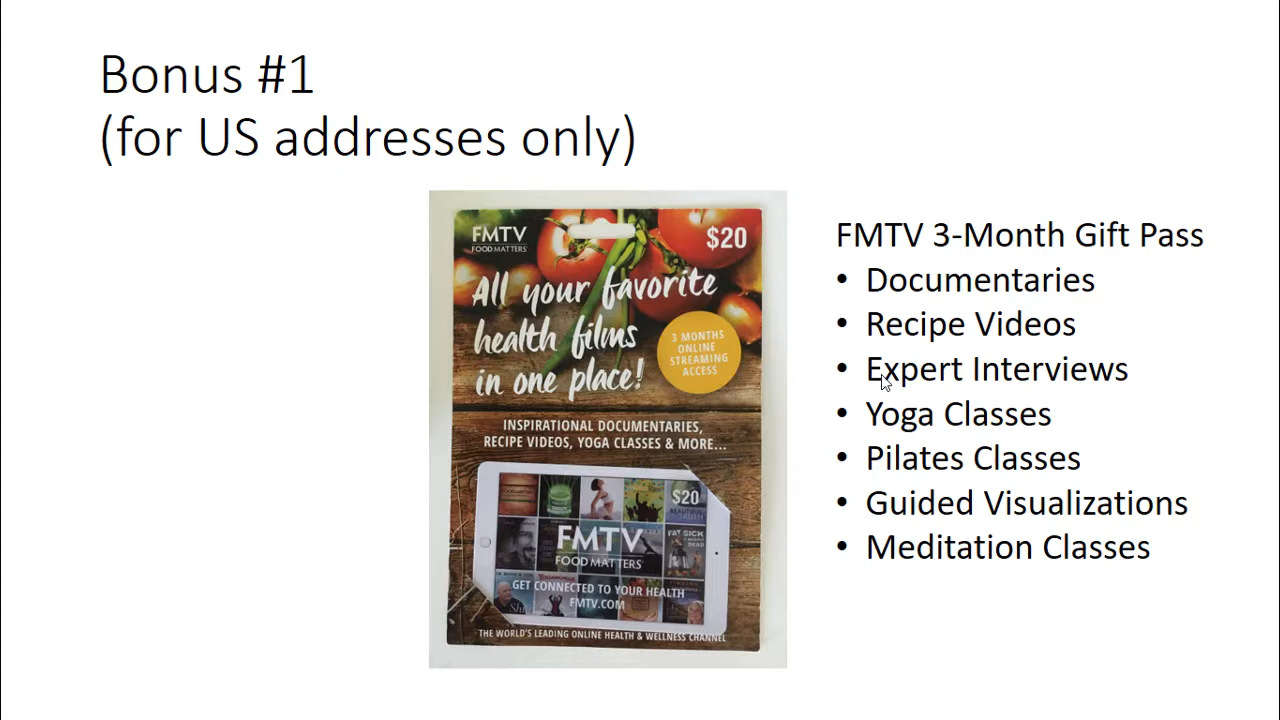 Bonus #1
(for US addresses only)
FMTV
FOOD MATTERS
$20
All your favorite
health films
in one place!
3 MONTHS
ONLINE
STREAMING
ACCESS
INSPIRATIONAL DOCUMENTARIES,
RECIPE VIDEOS, YOGA CLASSES & MORE...
$20
FMTV
FOOD MATTERS
GET CONNECTED TO YOUR HEALTH
FMTV.COM
THE WORLD'S LEADING ONLINE HEALTH & WELLNESS CHANNEL
FMTV 3-Month Gift Pass
• Documentaries
• Recipe Videos
• Expert Interviews
• Yoga Classes
• Pilates Classes
• Guided Visualizations
• Meditation Classes